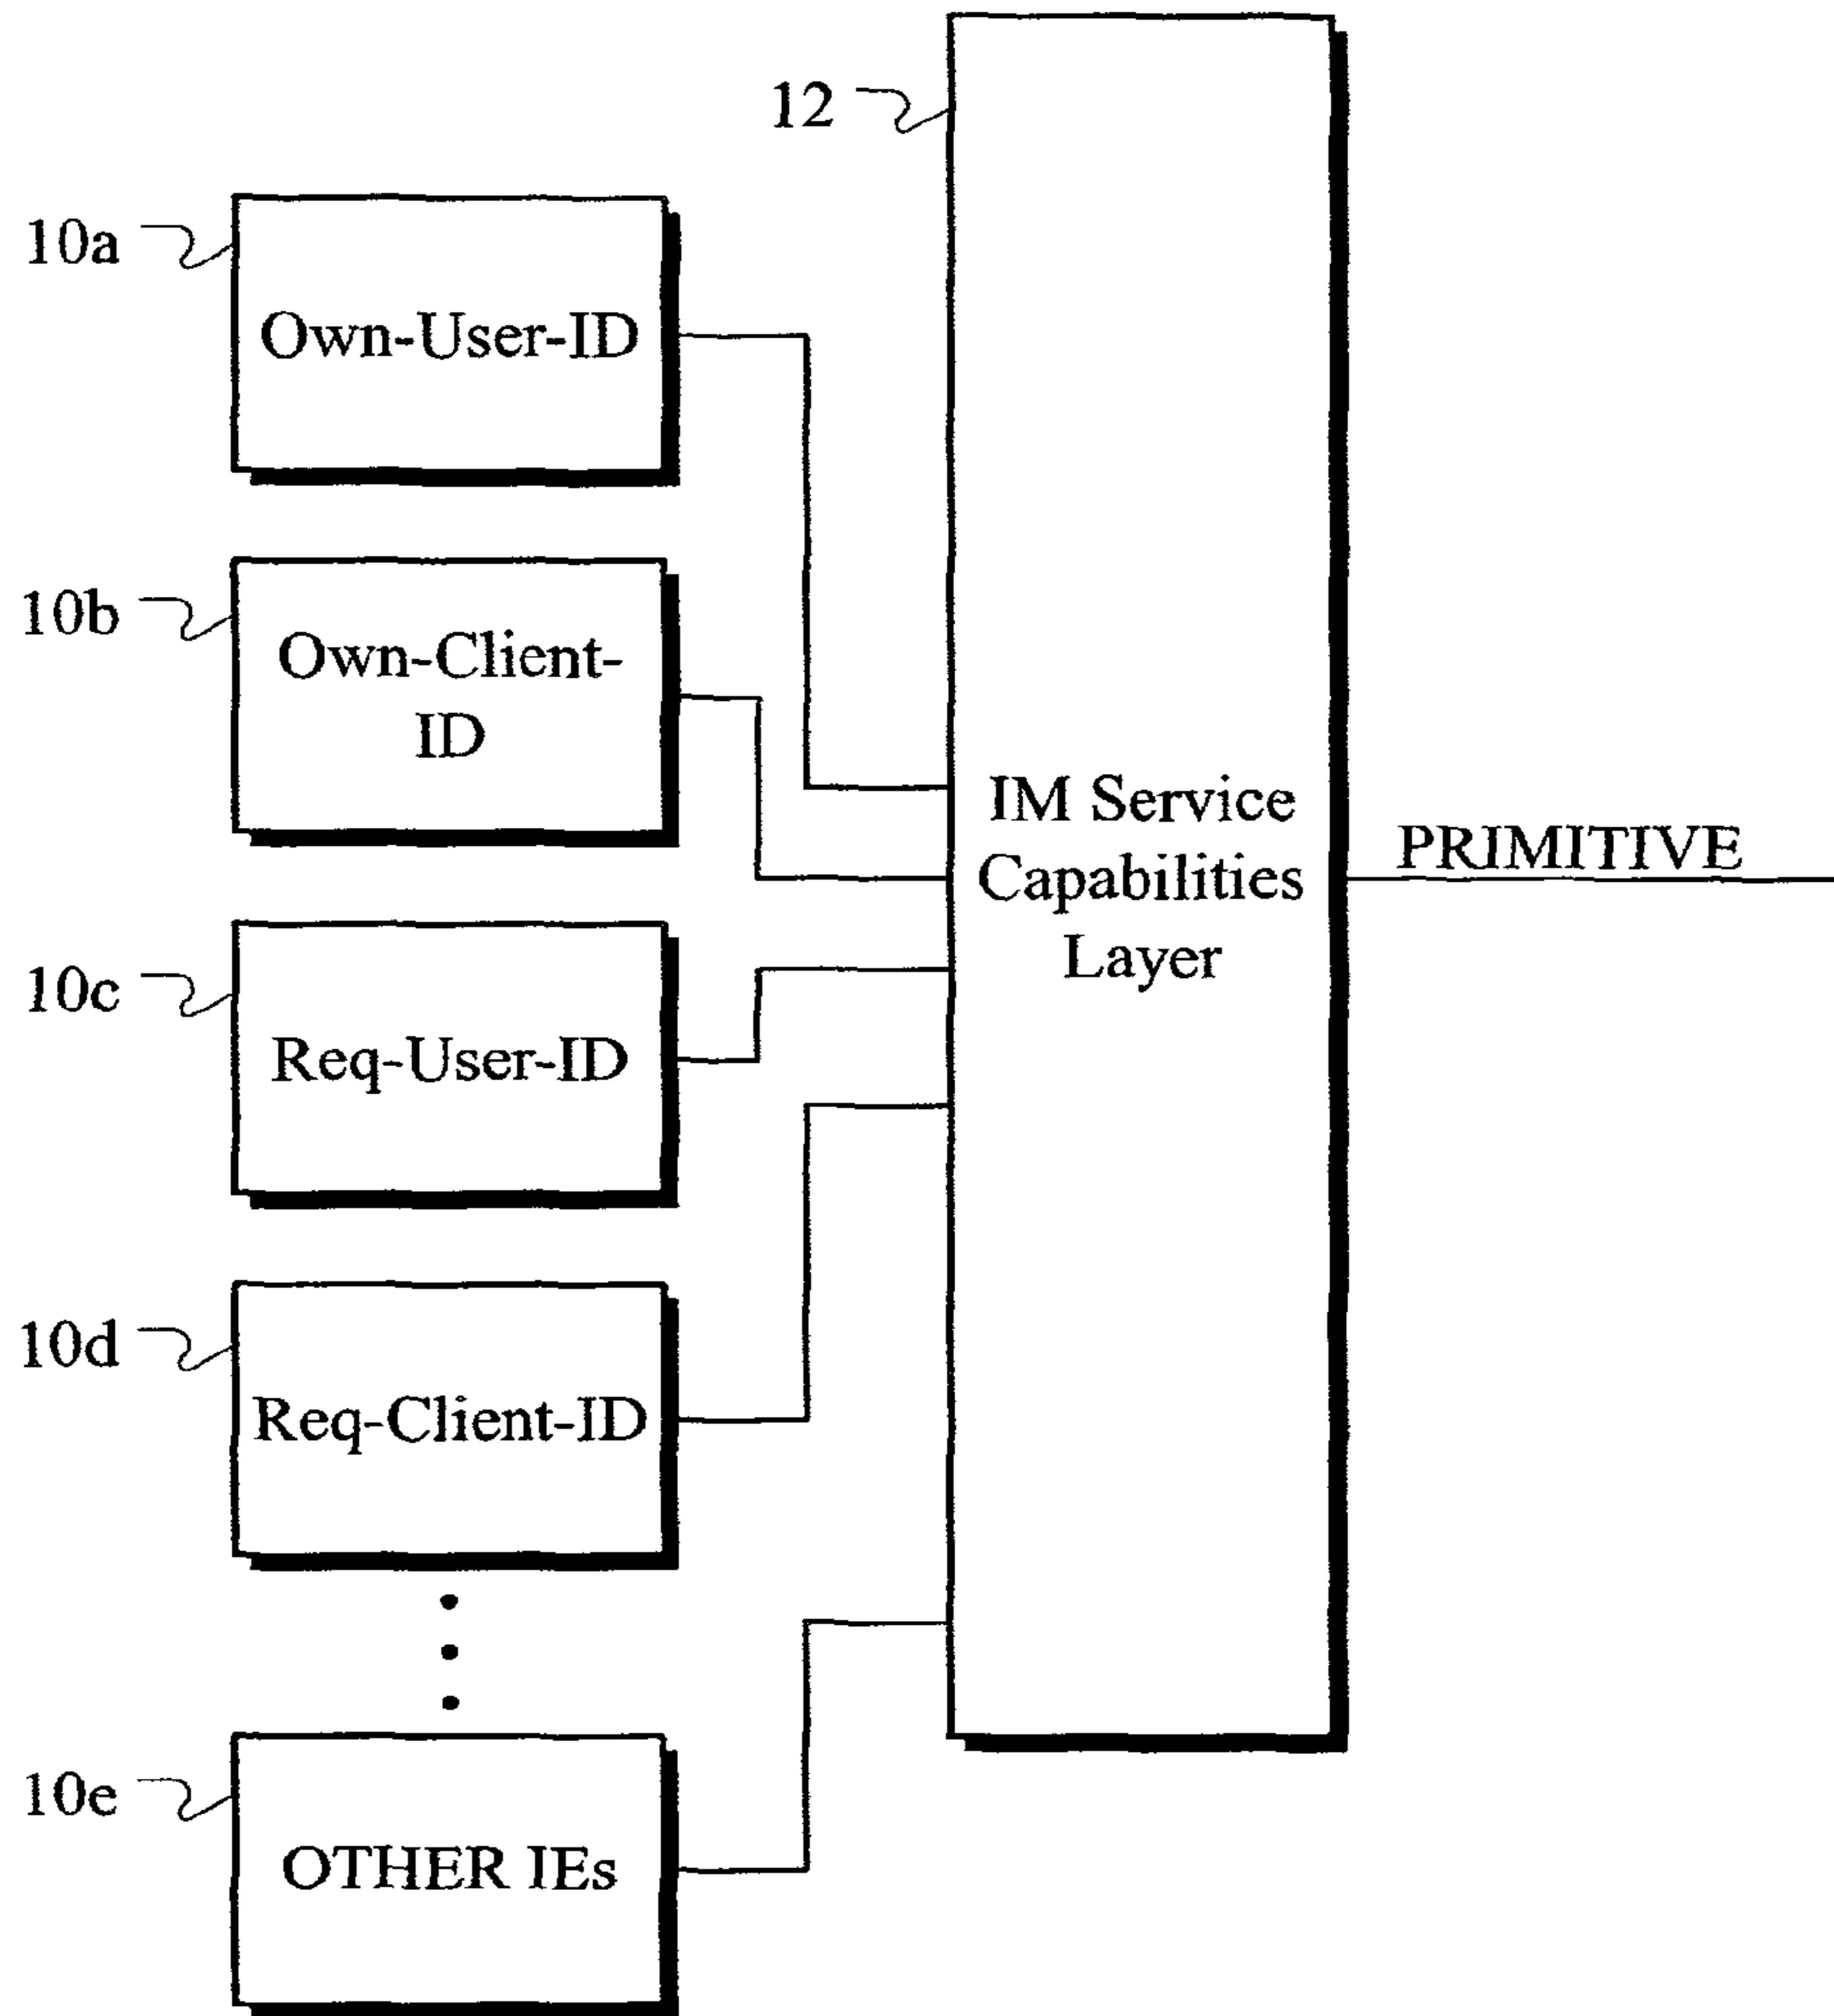 12
10a
Own-User-ID
10b
Own-Client-
ID
IM Service
Capabilities
Layer
PRIMITIVE
10c
Req-User-ID
10d
Req-Client-ID
10e
OTHER IEs